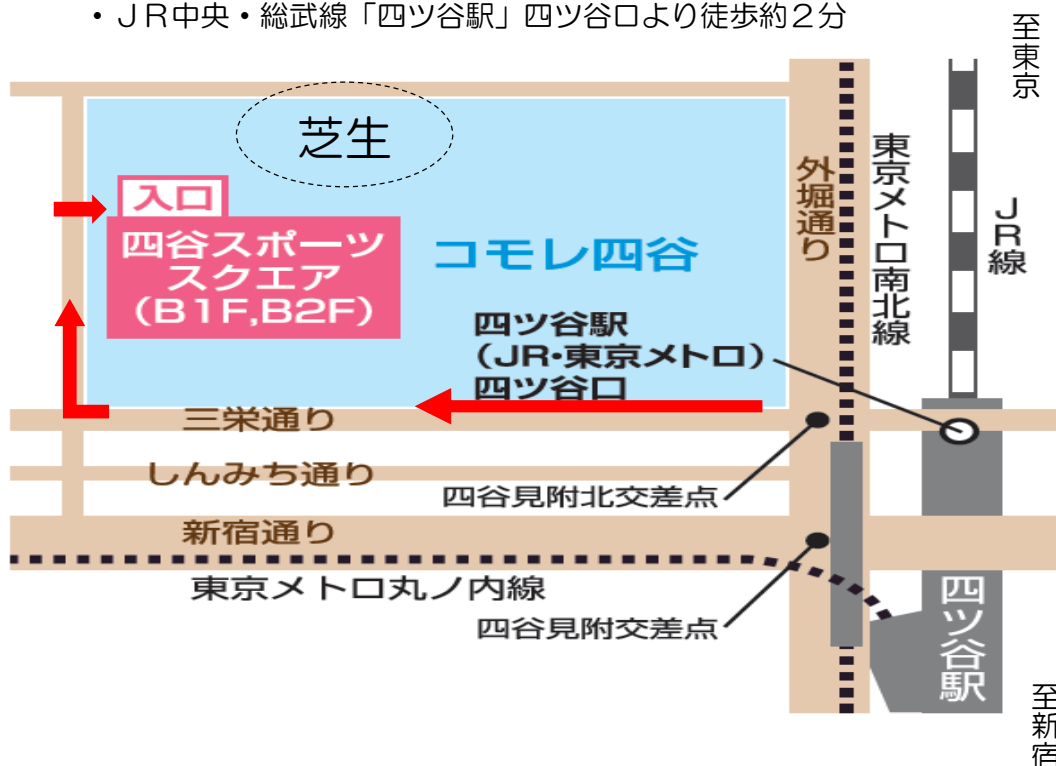 ・ＪＲ中央・総武線「四ツ谷駅」四ツ谷口より徒歩約２分
至東京
芝生
外堀通り
東京メトロ南北線
JR線
入口
四谷スポーツ
スクエア
(B1F,B2F)
コモレ四谷
四ツ谷駅
(JR・東京メトロ)
四ツ谷口
三栄通り
しんみち通り
四谷見附北交差点
新宿通り
東京メトロ丸ノ内線
四谷見附交差点
四ツ谷駅
至新宿